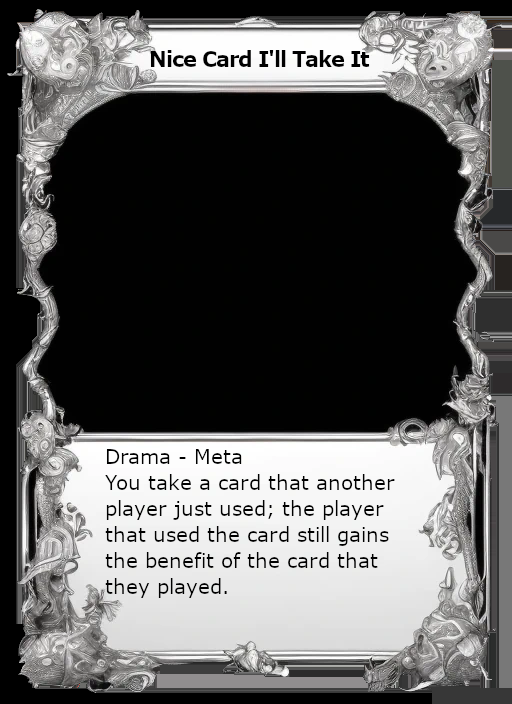 Nice Card I'll Take It
Drama - Meta
You take a card that another
player just used; the player
that used the card still gains
the benefit of the card that
they played.